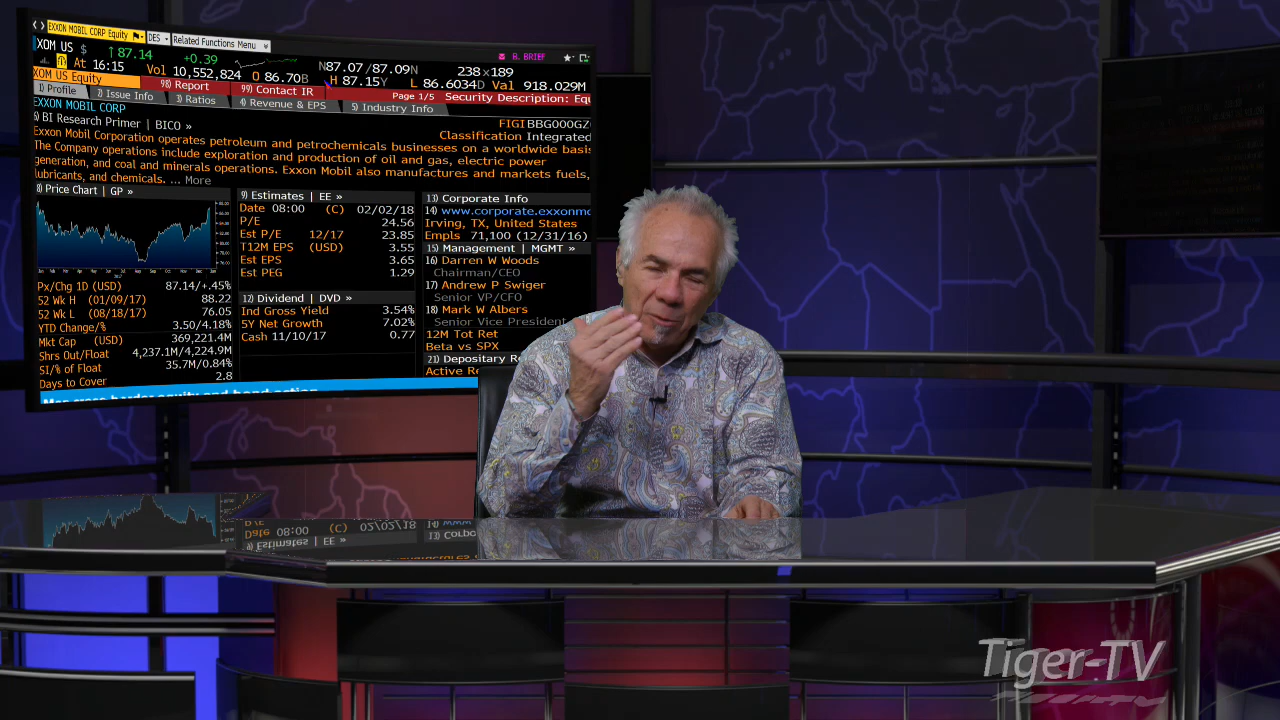 EXXON MOBIL CORP Equity DES Related Functions Menu
XOM US $ ↑ 87.14 +0.39 N87.07/87.09N 238×189 B. BRIEF
At 16:15 Vol 10,552,824 O 86.70B H 87.15Y L 86.6034D Val 918.029M
XOM US Equity 98) Report 99) Contact IR Page 1/5 Security Description: Equ
1) Profile 2) Issue Info 3) Ratios 4) Revenue & EPS 5) Industry Info
EXXON MOBIL CORP FIGI BBG000GZ
6) BI Research Primer | BICO » Classification Integrated
Exxon Mobil Corporation operates petroleum and petrochemicals businesses on a worldwide basis
The Company operations include exploration and production of oil and gas, electric power
generation, and coal and minerals operations. Exxon Mobil also manufactures and markets fuels,
lubricants, and chemicals. ... More
8) Price Chart | GP »
Px/Chg 1D (USD) 87.14/+.45%
52 Wk H (01/09/17) 88.22
52 Wk L (08/18/17) 76.05
YTD Change/% 3.50/4.18%
Mkt Cap (USD) 369,221.4M
Shrs Out/Float 4,237.1M/4,224.9M
SI/% of Float 35.7M/0.84%
Days to Cover 2.8
9) Estimates | EE »
Date 08:00 (C) 02/02/18
P/E 24.56
Est P/E 12/17 23.85
T12M EPS (USD) 3.55
Est EPS 3.65
Est PEG 1.29
12) Dividend | DVD »
Ind Gross Yield 3.54%
5Y Net Growth 7.02%
Cash 11/10/17 0.77
13) Corporate Info
14) www.corporate.exxonmo
Irving, TX, United States
Empls 71,100 (12/31/16)
15) Management | MGMT »
16) Darren W Woods
Chairman/CEO
17) Andrew P Swiger
Senior VP/CFO
18) Mark W Albers
Senior Vice President
12M Tot Ret
Beta vs SPX
21) Depositary Re
Active Re
Tiger-TV